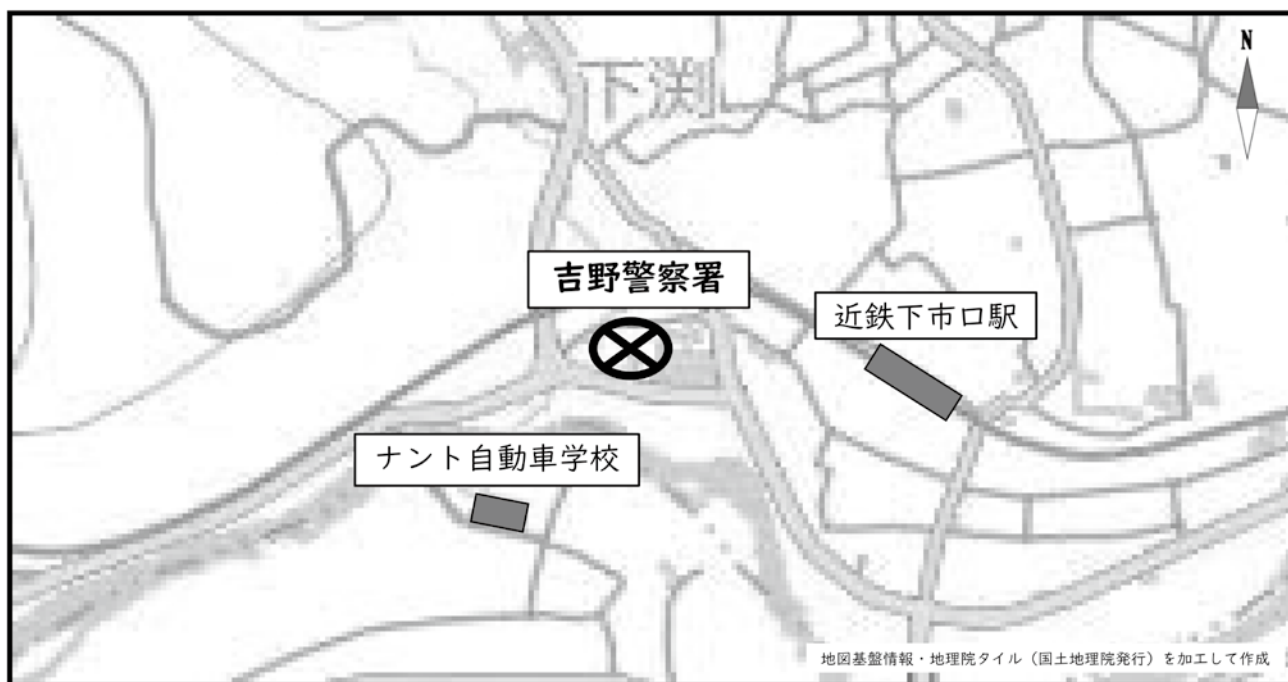 N
下渕
吉野警察署
近鉄下市口駅
ナント自動車学校
地図基盤情報・地理院タイル（国土地理院発行）を加工して作成